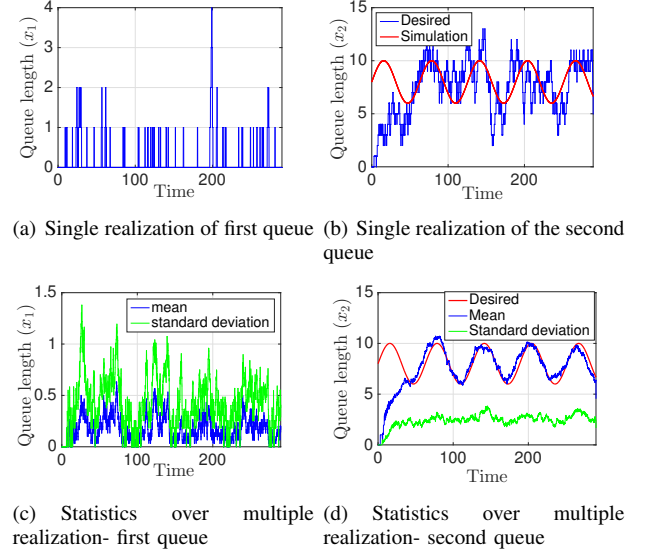 4
3
2
1
0
0
100
200
Queue length (x₁)
Time
(a) Single realization of first queue
15
10
5
0
0
100
200
Queue length (x₂)
Time
Desired
Simulation
(b) Single realization of the second
queue
1.5
1
0.5
0
0
100
200
Queue length (x₁)
Time
mean
standard deviation
(c) Statistics over multiple
realization- first queue
15
10
5
0
0
100
200
Queue length (x₂)
Time
Desired
Mean
Standard deviation
(d) Statistics over multiple
realization- second queue